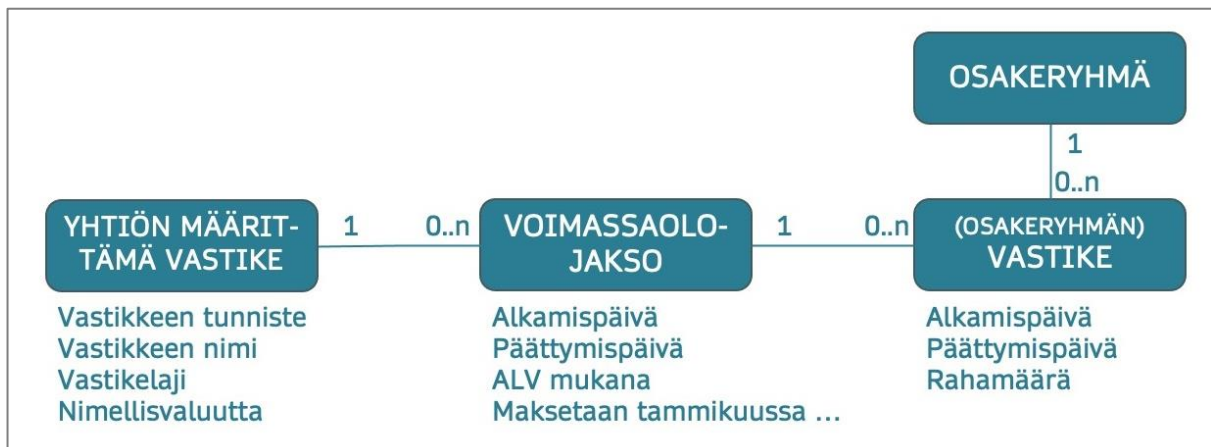 OSAKERYHMÄ
1
0..n
YHTIÖN MÄÄRIT-
TÄMÄ VASTIKE
1
0..n
VOIMASSAOLO-
JAKSO
1
0..n
(OSAKERYHMÄN)
VASTIKE
Vastikkeen tunniste
Vastikkeen nimi
Vastikelaji
Nimellisvaluutta
Alkamispäivä
Päättymispäivä
ALV mukana
Maksetaan tammikuussa ...
Alkamispäivä
Päättymispäivä
Rahamäärä